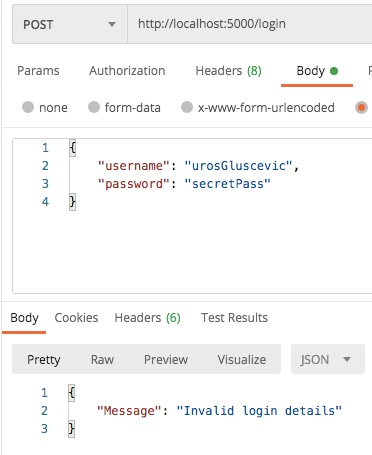 POST http://localhost:5000/login
Params Authorization Headers (8) Body
none form-data x-www-form-urlencoded
1 {
2 "username": "urosGluscevic",
3 "password": "secretPass"
4 }
Body Cookies Headers (6) Test Results
Pretty Raw Preview Visualize JSON
1 {
2 "Message": "Invalid login details"
3 }